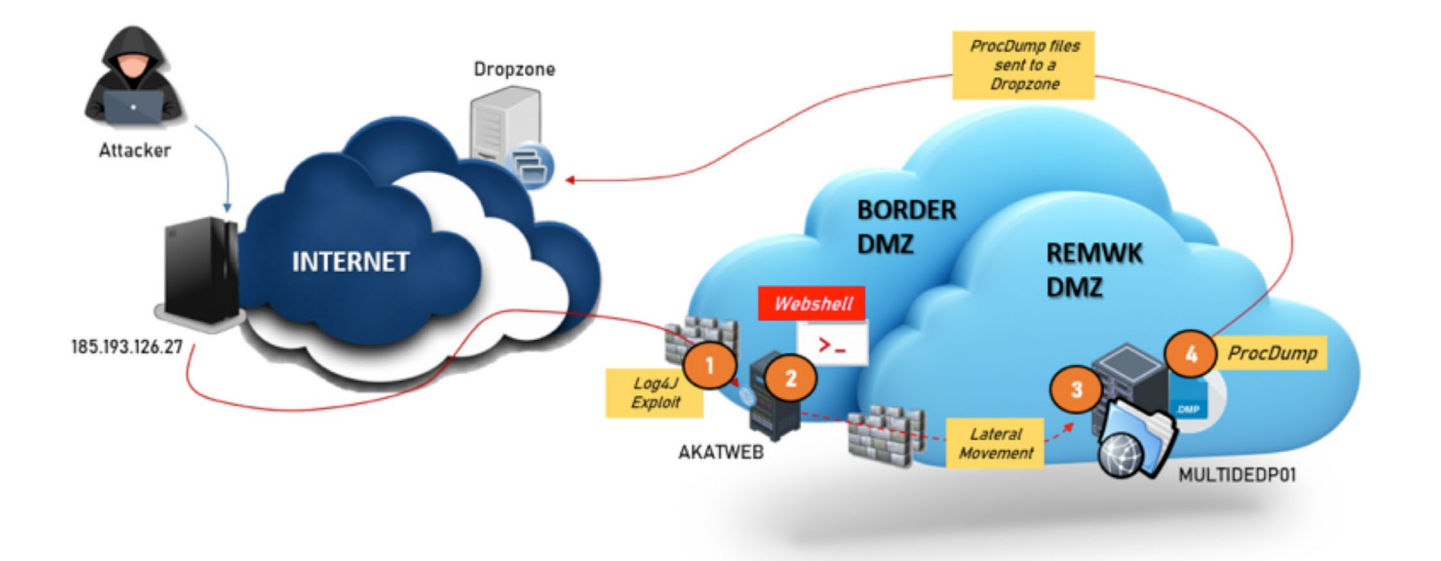 Attacker
Dropzone
ProcDump files
sent to a
Dropzone
INTERNET
BORDER
DMZ
REMWK
DMZ
185.193.126.27
Webshell
>_
1
2
3
4
ProcDump
.DMP
Log4J
Exploit
AKATWEB
Lateral
Movement
MULTIDEDP01